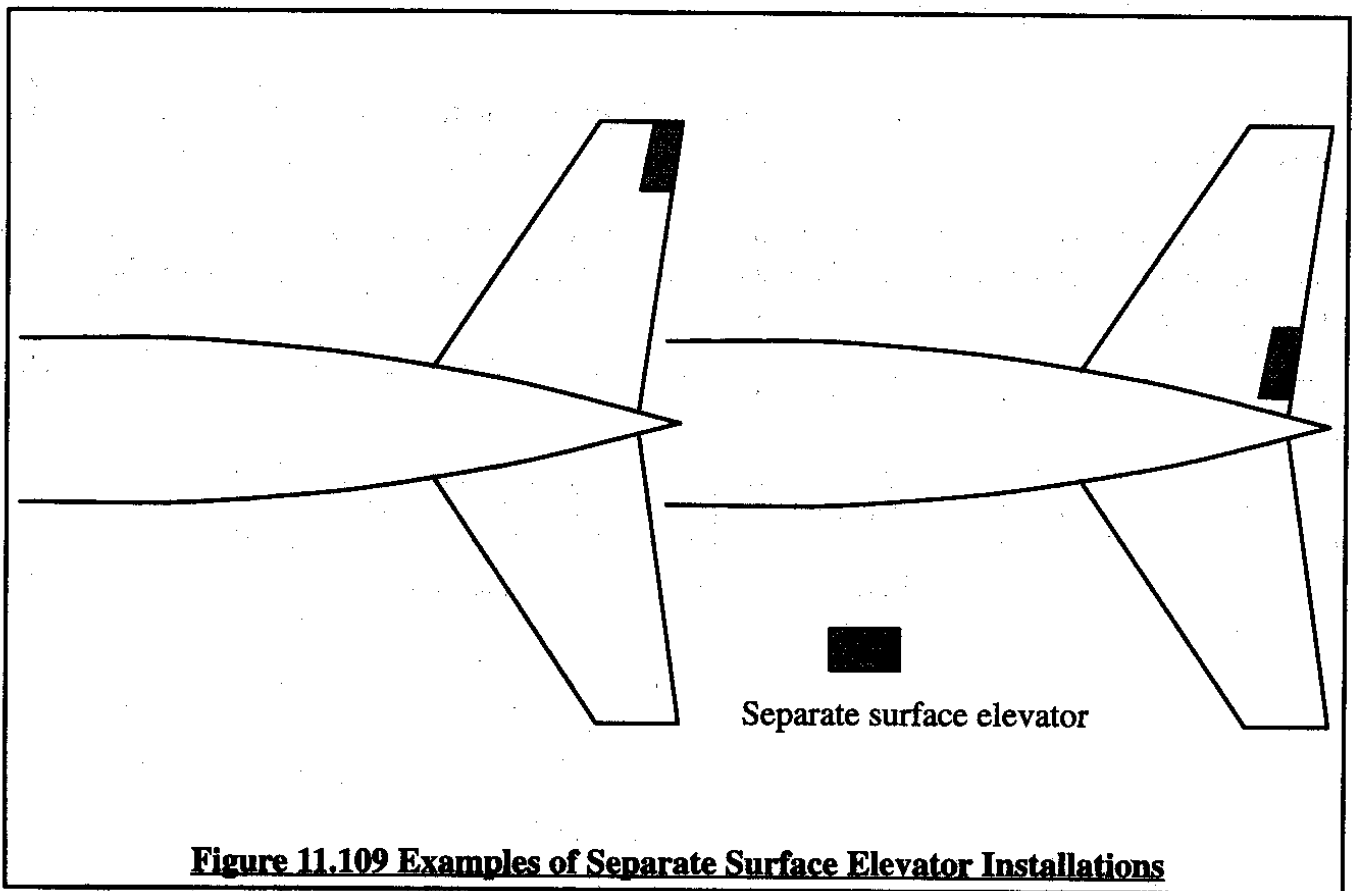 Separate surface elevator
Figure 11.109 Examples of Separate Surface Elevator Installations